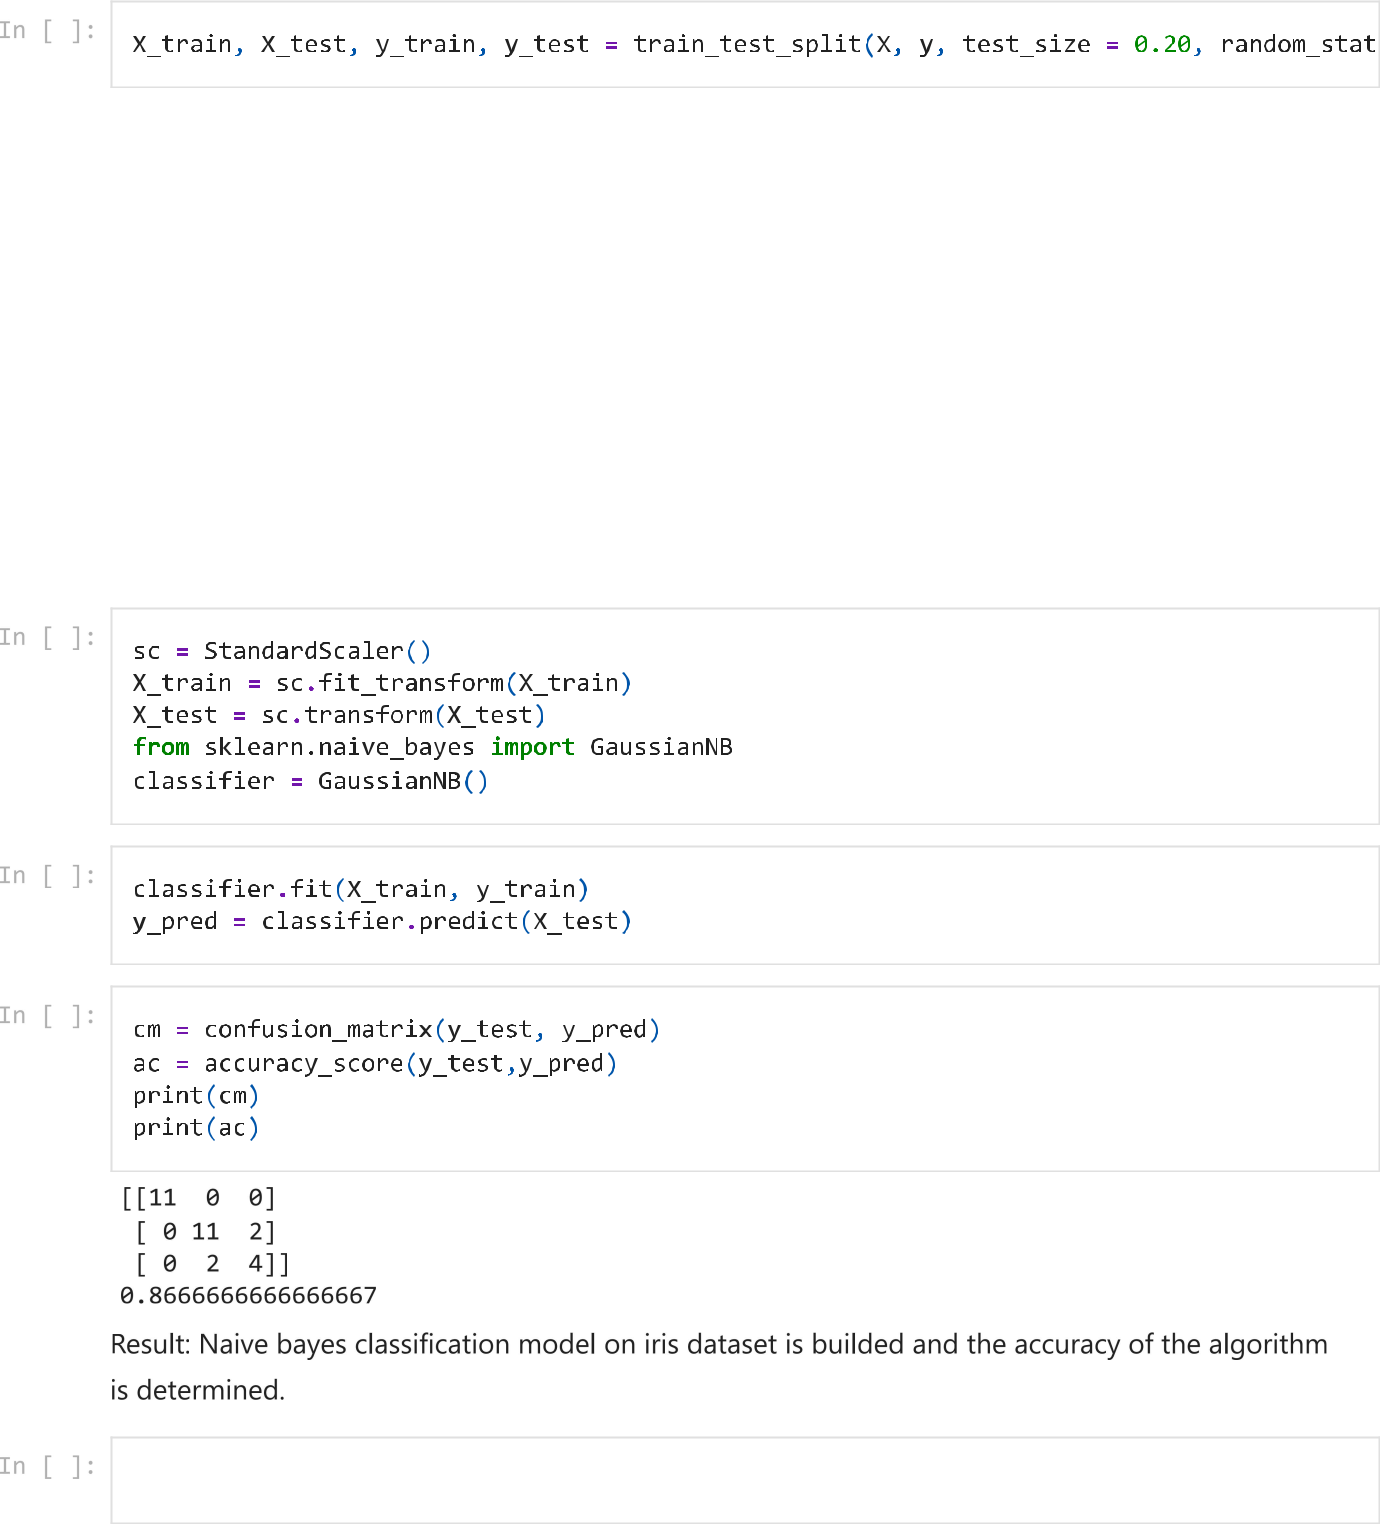 In [ ]:
X_train, X_test, y_train, y_test = train_test_split(X, y, test_size = 0.20, random_stat
In [ ]:
sc = StandardScaler()
X_train = sc.fit_transform(X_train)
X_test = sc.transform(X_test)
from sklearn.naive_bayes import GaussianNB
classifier = GaussianNB()
In [ ]:
classifier.fit(X_train, y_train)
y_pred = classifier.predict(X_test)
In [ ]:
cm = confusion_matrix(y_test, y_pred)
ac = accuracy_score(y_test,y_pred)
print(cm)
print(ac)
[[11  0  0]
 [ 0 11  2]
 [ 0  2  4]]
0.8666666666666667
Result: Naive bayes classification model on iris dataset is builded and the accuracy of the algorithm
is determined.
In [ ]: